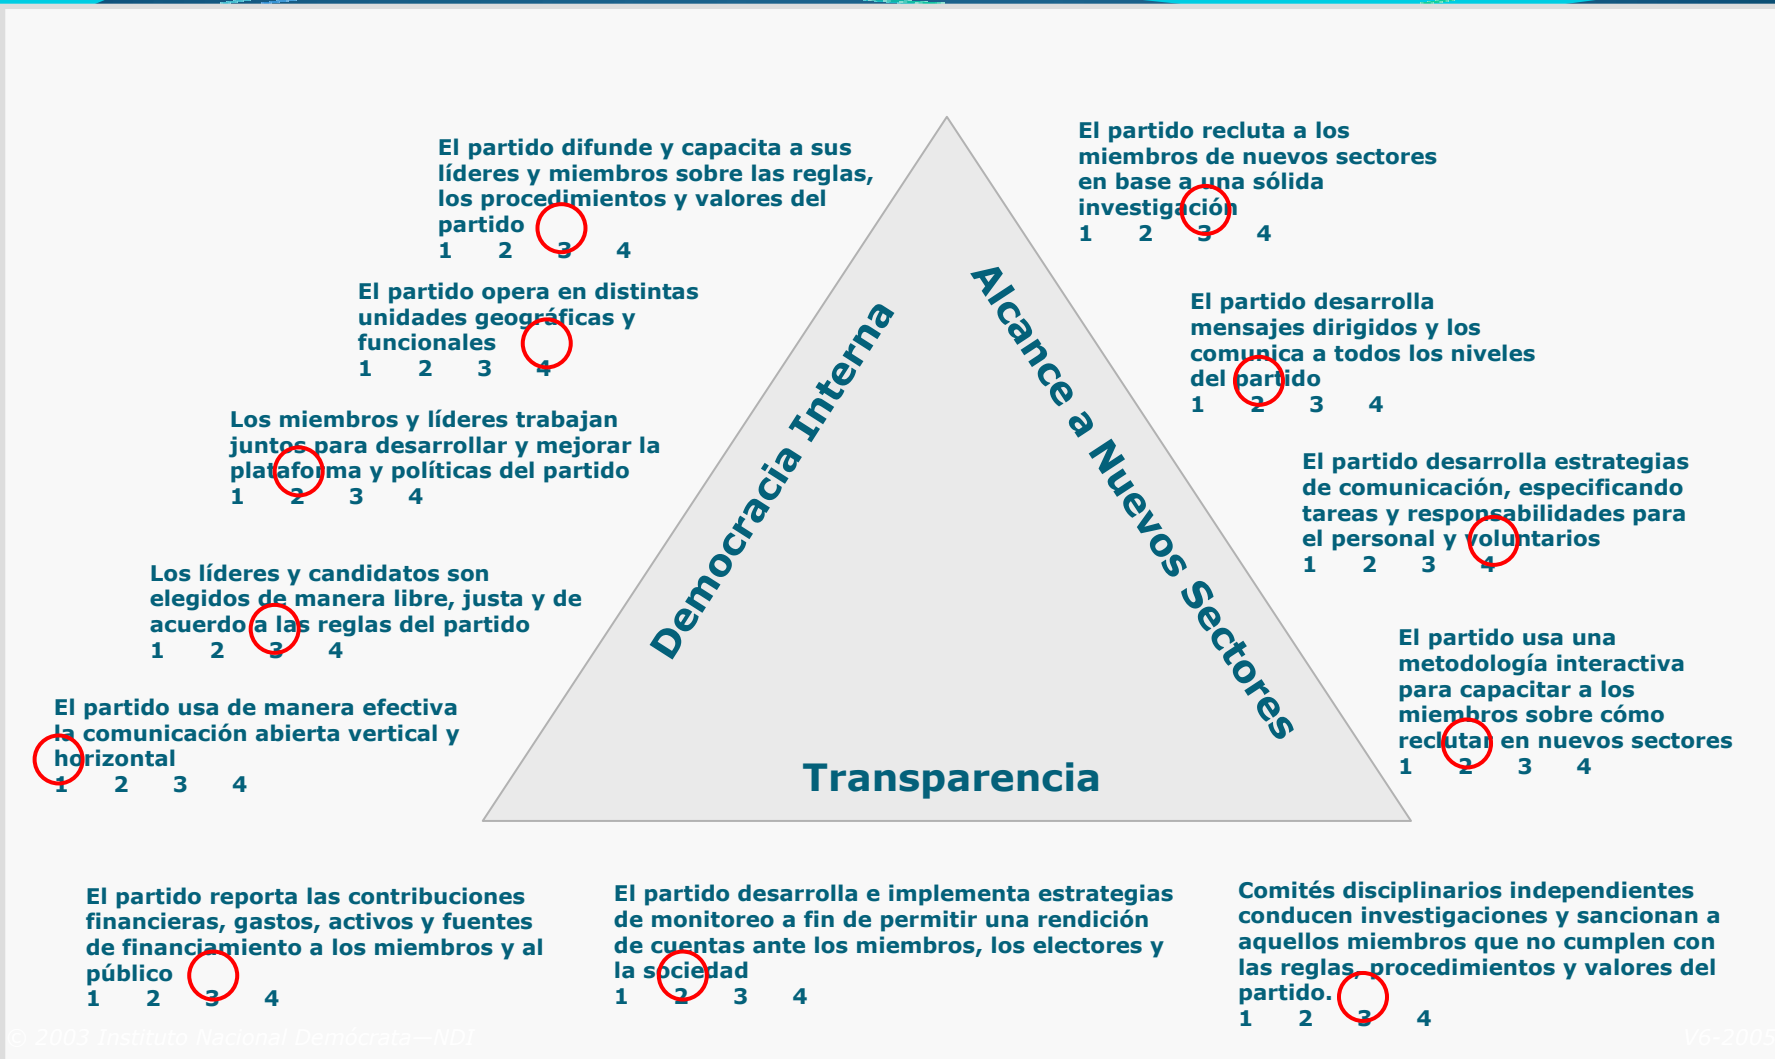 El partido difunde y capacita a sus
líderes y miembros sobre las reglas,
los procedimientos y valores del
partido
1 2 3 4
El partido opera en distintas
unidades geográficas y
funcionales
1 2 3 4
Los miembros y líderes trabajan
juntos para desarrollar y mejorar la
plataforma y políticas del partido
1 2 3 4
Los líderes y candidatos son
elegidos de manera libre, justa y de
acuerdo a las reglas del partido
1 2 3 4
El partido usa de manera efectiva
la comunicación abierta vertical y
horizontal
1 2 3 4
Democracia Interna
Alcance a Nuevos Sectores
Transparencia
El partido recluta a los
miembros de nuevos sectores
en base a una sólida
investigación
1 2 3 4
El partido desarrolla
mensajes dirigidos y los
comunica a todos los niveles
del partido
1 2 3 4
El partido desarrolla estrategias
de comunicación, especificando
tareas y responsabilidades para
el personal y voluntarios
1 2 3 4
El partido usa una
metodología interactiva
para capacitar a los
miembros sobre cómo
reclutar en nuevos sectores
1 2 3 4
El partido reporta las contribuciones
financieras, gastos, activos y fuentes
de financiamiento a los miembros y al
público
1 2 3 4
El partido desarrolla e implementa estrategias
de monitoreo a fin de permitir una rendición
de cuentas ante los miembros, los electores y
la sociedad
1 2 3 4
Comités disciplinarios independientes
conducen investigaciones y sancionan a
aquellos miembros que no cumplen con
las reglas, procedimientos y valores del
partido.
1 2 3 4
© 2003 Instituto Nacional Demócrata—NDI
V6-2005